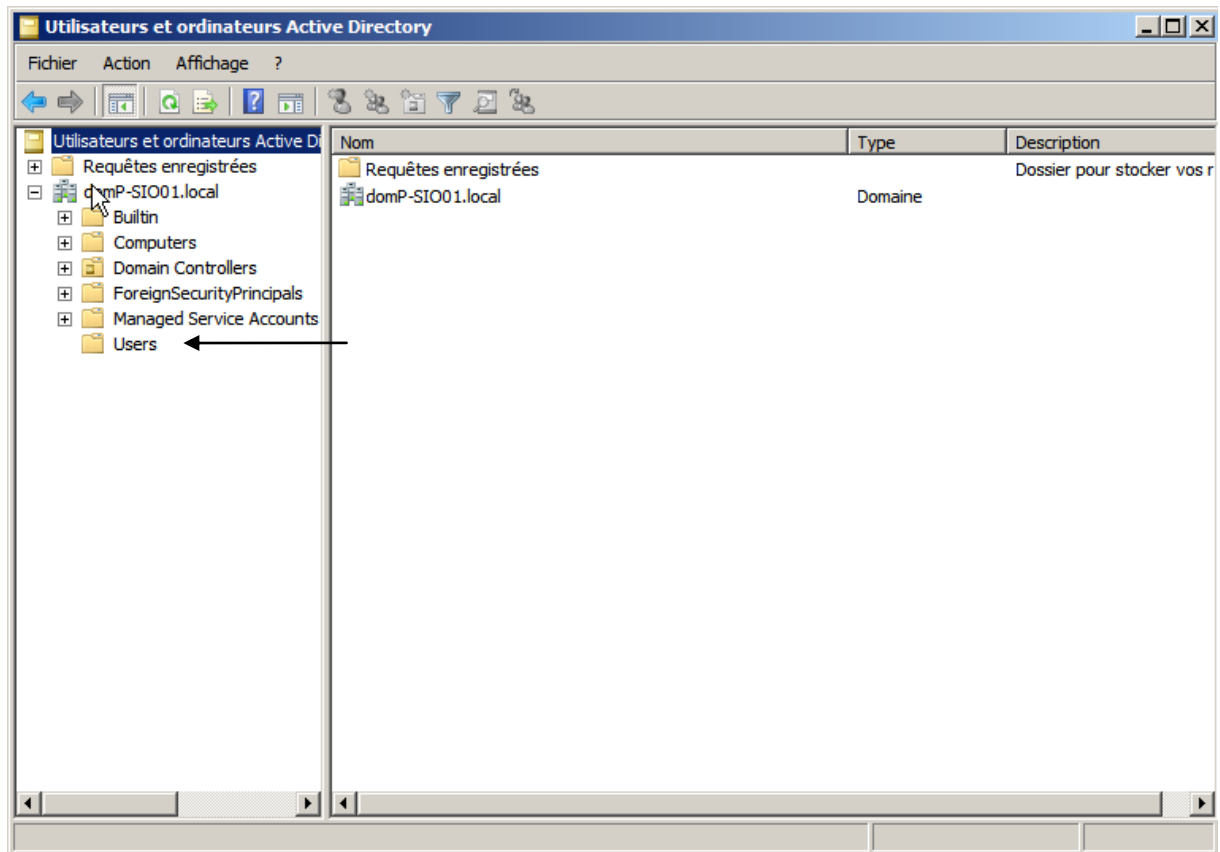 Utilisateurs et ordinateurs Active Directory
Fichier Action Affichage ?
Utilisateurs et ordinateurs Active Di
Requêtes enregistrées
domP-SIO01.local
Builtin
Computers
Domain Controllers
ForeignSecurityPrincipals
Managed Service Accounts
Users
Nom Type Description
Requêtes enregistrées Dossier pour stocker vos r
domP-SIO01.local Domaine